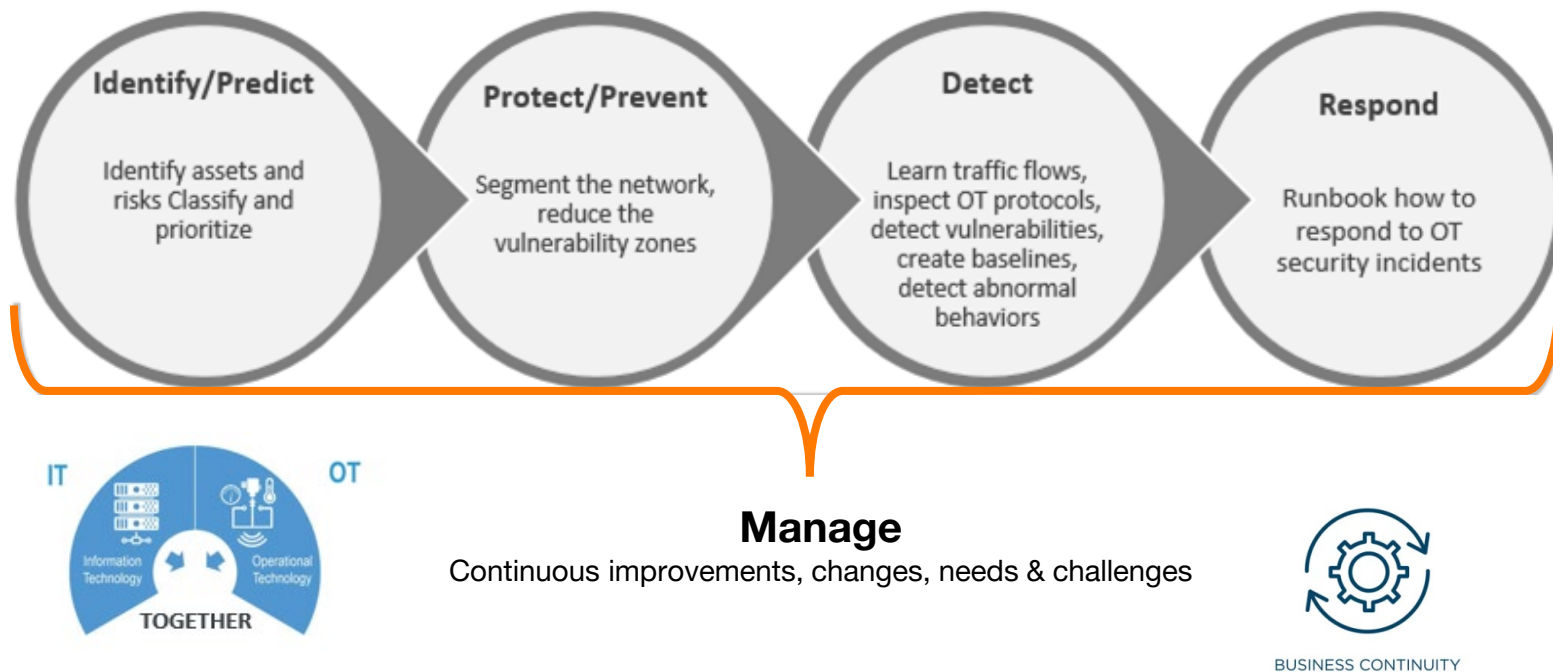 Identify/Predict
Identify assets and
risks Classify and
prioritize
Protect/Prevent
Segment the network,
reduce the
vulnerability zones
Detect
Learn traffic flows,
inspect OT protocols,
detect vulnerabilities,
create baselines,
detect abnormal
behaviors
Respond
Runbook how to
respond to OT
security incidents
IT
OT
Information
Technology
Operational
Technology
TOGETHER
Manage
Continuous improvements, changes, needs & challenges
BUSINESS CONTINUITY